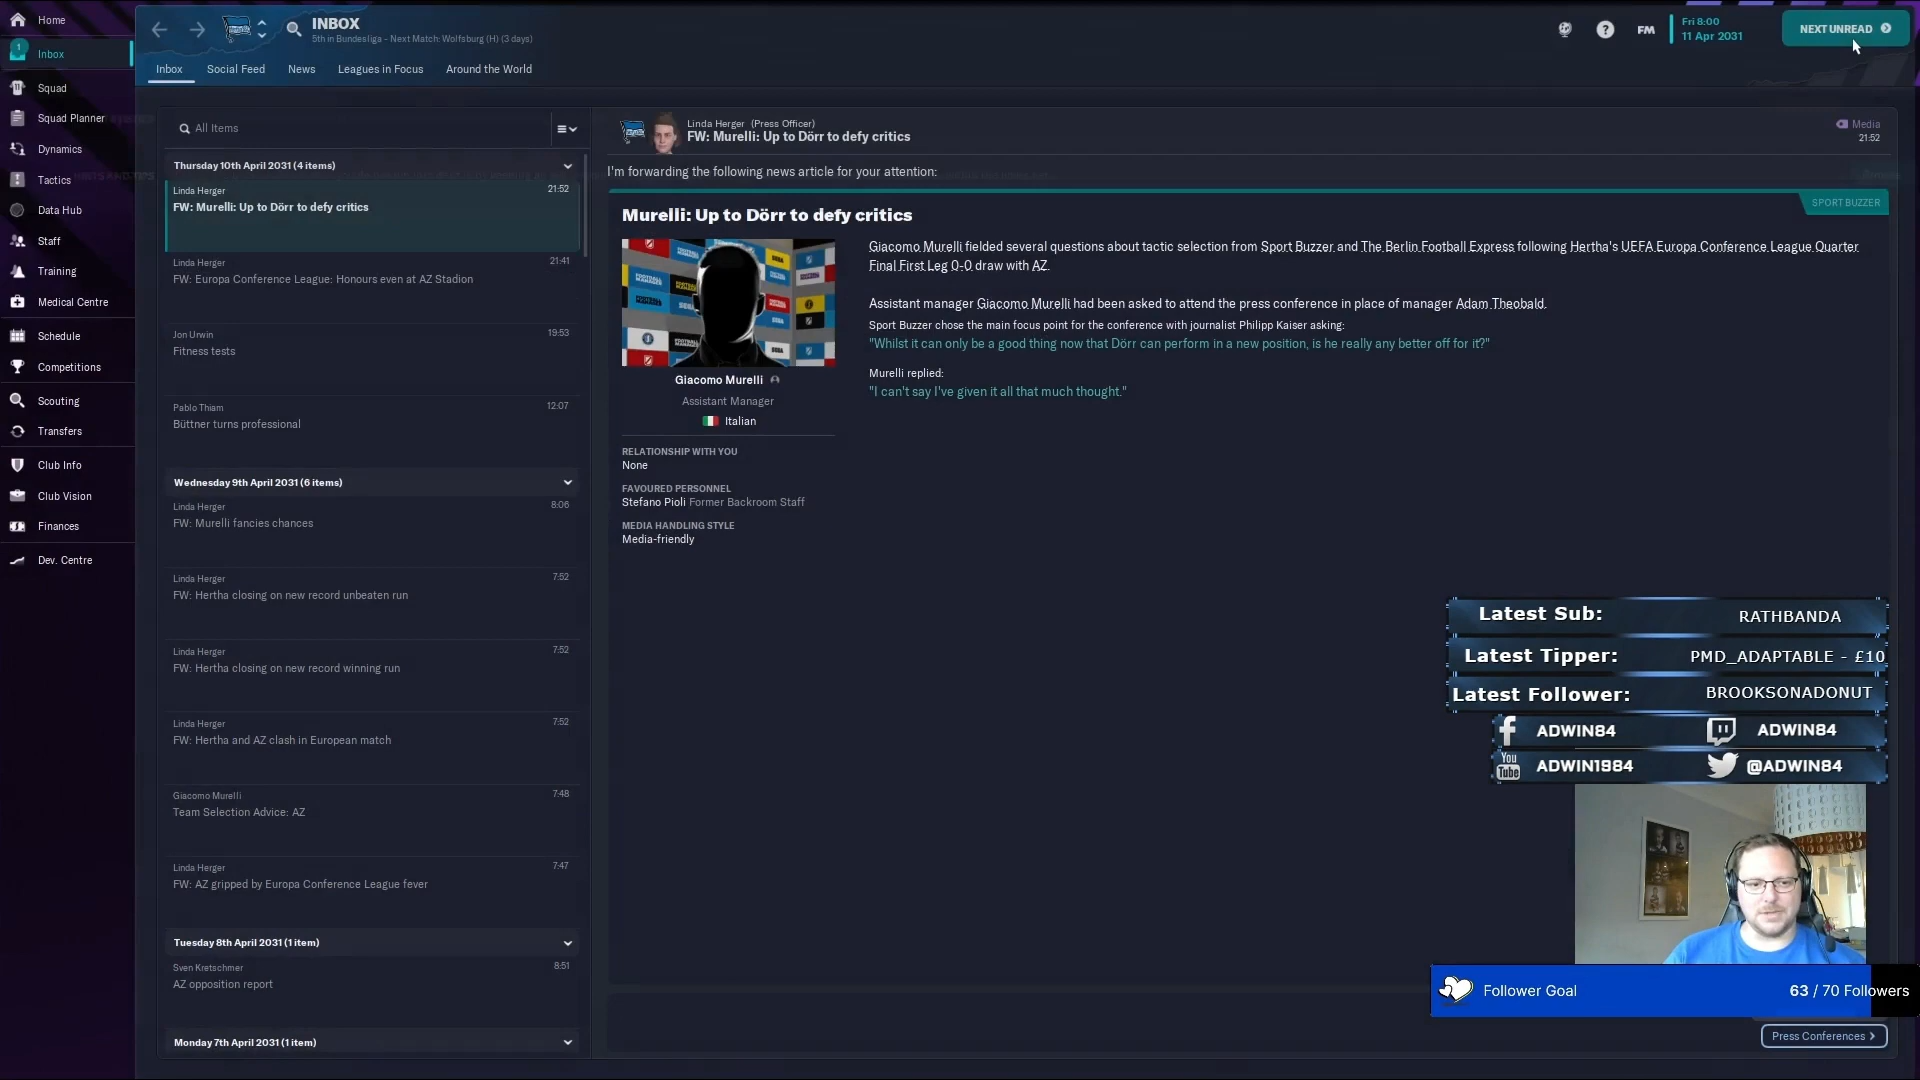 Home
1
Inbox
Squad
Squad Planner
Dynamics
Tactics
Data Hub
Staff
Training
Medical Centre
Schedule
Competitions
Scouting
Transfers
Club Info
Club Vision
Finances
Dev. Centre
INBOX
5th in Bundesliga - Next Match: Wolfsburg (H) (3 days)
?
FM
Fri 8:00
11 Apr 2031
NEXT UNREAD
Inbox
Social Feed
News
Leagues in Focus
Around the World
All Items
Thursday 10th April 2031 (4 items)
Linda Herger 21:52
FW: Murelli: Up to Dörr to defy critics
Linda Herger 21:41
FW: Europa Conference League: Honours even at AZ Stadion
Jon Urwin 19:53
Fitness tests
Pablo Thiam 12:07
Büttner turns professional
Wednesday 9th April 2031 (6 items)
Linda Herger 8:06
FW: Murelli fancies chances
Linda Herger 7:52
FW: Hertha closing on new record unbeaten run
Linda Herger 7:52
FW: Hertha closing on new record winning run
Linda Herger 7:52
FW: Hertha and AZ clash in European match
Giacomo Murelli 7:48
Team Selection Advice: AZ
Linda Herger 7:47
FW: AZ gripped by Europa Conference League fever
Tuesday 8th April 2031 (1 item)
Sven Kretschmer 8:51
AZ opposition report
Monday 7th April 2031 (1 item)
Linda Herger (Press Officer)
FW: Murelli: Up to Dörr to defy critics
Media
21:52
I'm forwarding the following news article for your attention:
SPORT BUZZER
Murelli: Up to Dörr to defy critics
Giacomo Murelli fielded several questions about tactic selection from Sport Buzzer and The Berlin Football Express following Hertha's UEFA Europa Conference League Quarter
Final First Leg 0-0 draw with AZ.
Assistant manager Giacomo Murelli had been asked to attend the press conference in place of manager Adam Theobald.
Sport Buzzer chose the main focus point for the conference with journalist Philipp Kaiser asking:
"Whilst it can only be a good thing now that Dörr can perform in a new position, is he really any better off for it?"
Murelli replied:
"I can't say I've given it all that much thought."
Giacomo Murelli
Assistant Manager
Italian
RELATIONSHIP WITH YOU
None
FAVOURED PERSONNEL
Stefano Pioli Former Backroom Staff
MEDIA HANDLING STYLE
Media-friendly
Latest Sub: RATHBANDA
Latest Tipper: PMD_ADAPTABLE - £10
Latest Follower: BROOKSONADONUT
ADWIN84 ADWIN84
You Tube ADWIN1984 @ADWIN84
Follower Goal 63 / 70 Followers
Press Conferences